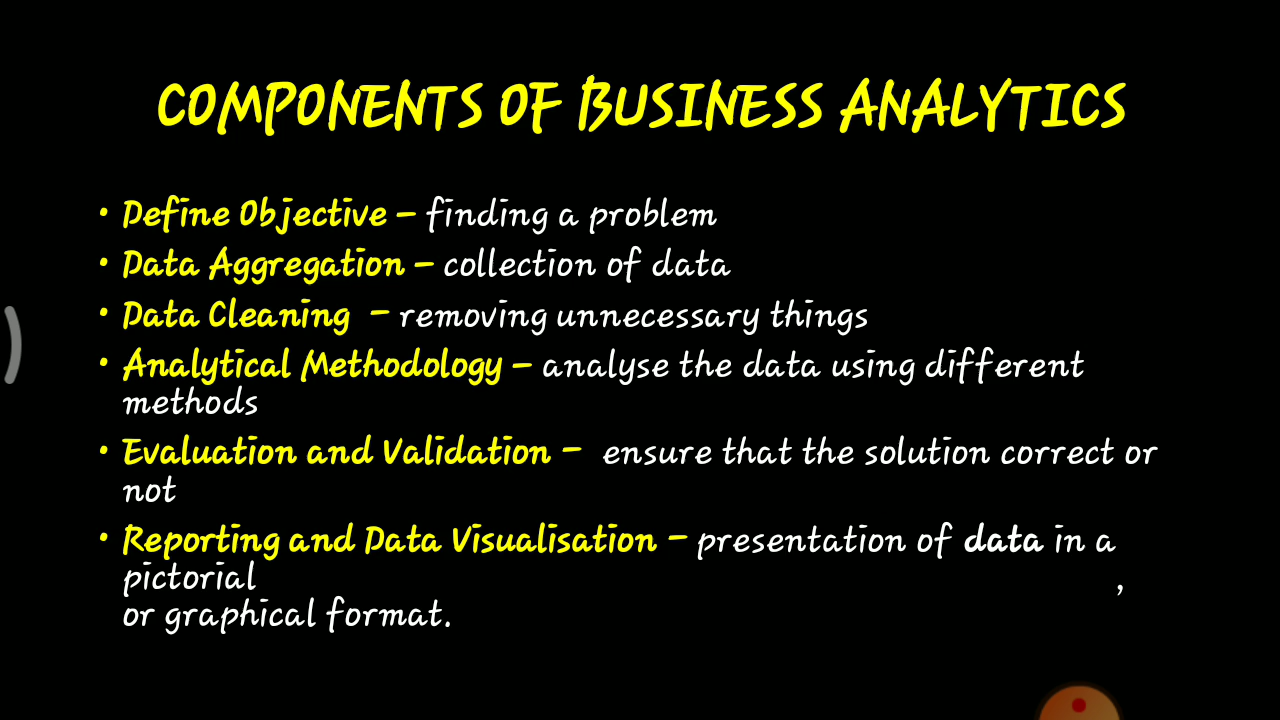 COMPONENTS OF BUSINESS ANALYTICS
• Define Objective – finding a problem
• Data Aggregation – collection of data
• Data Cleaning – removing unnecessary things
• Analytical Methodology – analyse the data using different
methods
• Evaluation and Validation – ensure that the solution correct or
not
• Reporting and Data Visualisation – presentation of data in a
pictorial ,
or graphical format.